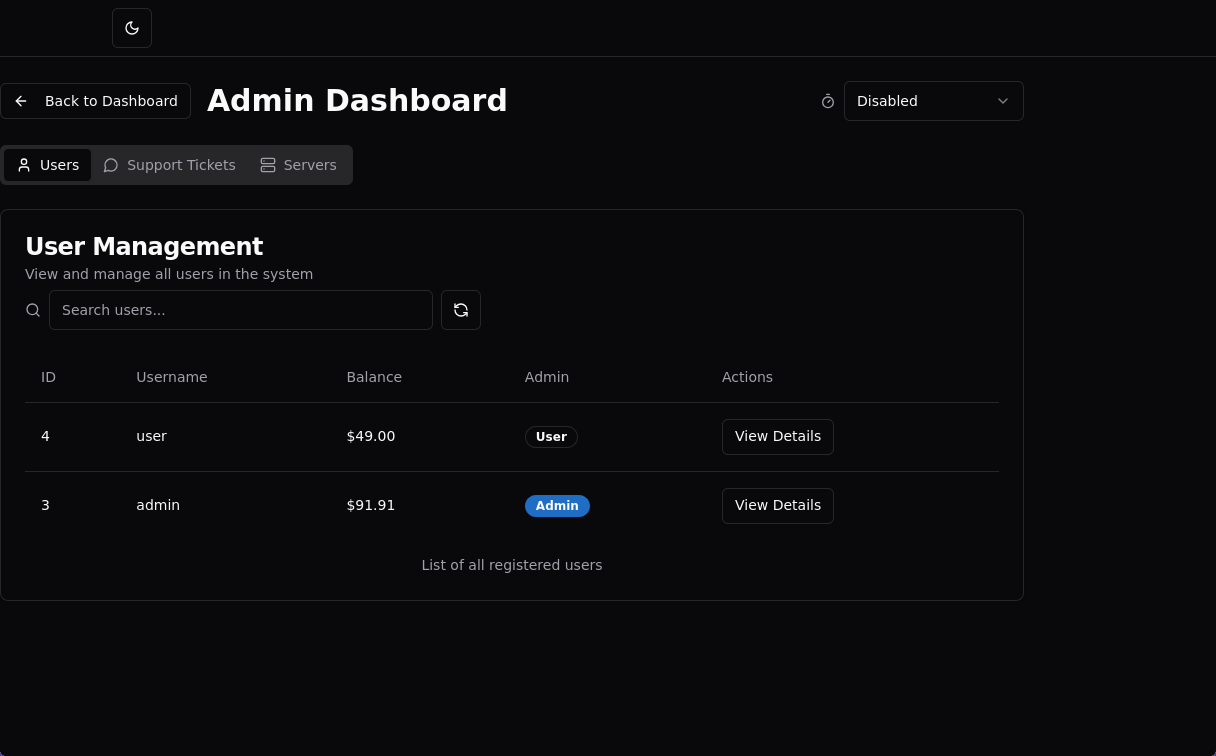 Back to Dashboard
Admin Dashboard
Disabled
Users
Support Tickets
Servers
User Management
View and manage all users in the system
Search users...
ID Username Balance Admin Actions
4 user $49.00 User View Details
3 admin $91.91 Admin View Details
List of all registered users